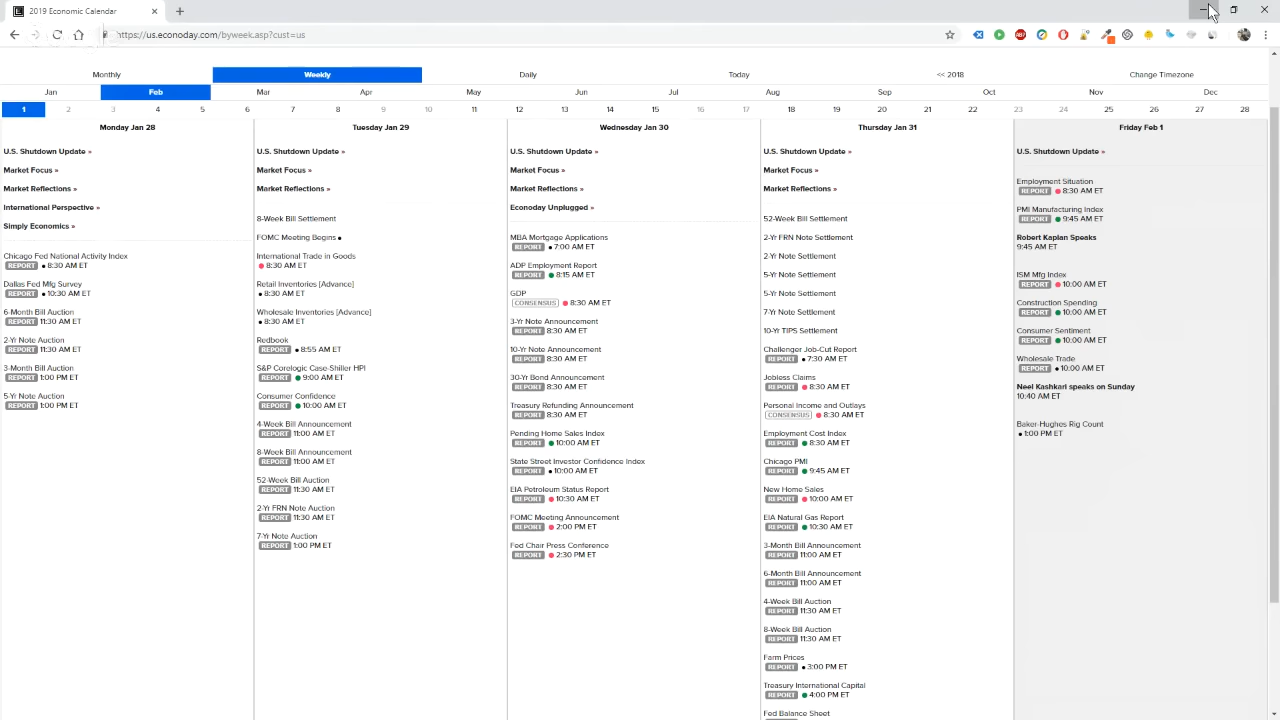 2019 Economic Calendar
https://us.econoday.com/byweek.asp?cust=us
Monthly Weekly Daily Today << 2018 Change Timezone
Jan Feb Mar Apr May Jun Jul Aug Sep Oct Nov Dec
1 2 3 4 5 6 7 8 9 10 11 12 13 14 15 16 17 18 19 20 21 22 23 24 25 26 27 28
Monday Jan 28
U.S. Shutdown Update »
Market Focus »
Market Reflections »
International Perspective »
Simply Economics »
Chicago Fed National Activity Index
REPORT 8:30 AM ET
Dallas Fed Mfg Survey
REPORT 10:30 AM ET
6-Month Bill Auction
REPORT 11:30 AM ET
2-Yr Note Auction
REPORT 11:30 AM ET
3-Month Bill Auction
REPORT 1:00 PM ET
5-Yr Note Auction
REPORT 1:00 PM ET
Tuesday Jan 29
U.S. Shutdown Update »
Market Focus »
Market Reflections »
8-Week Bill Settlement
FOMC Meeting Begins
International Trade in Goods
8:30 AM ET
Retail Inventories [Advance]
8:30 AM ET
Wholesale Inventories [Advance]
8:30 AM ET
Redbook
REPORT 8:55 AM ET
S&P Corelogic Case-Shiller HPI
REPORT 9:00 AM ET
Consumer Confidence
REPORT 10:00 AM ET
4-Week Bill Announcement
REPORT 11:00 AM ET
8-Week Bill Announcement
REPORT 11:00 AM ET
52-Week Bill Auction
REPORT 11:30 AM ET
2-Yr FRN Note Auction
REPORT 11:30 AM ET
7-Yr Note Auction
REPORT 1:00 PM ET
Wednesday Jan 30
U.S. Shutdown Update »
Market Focus »
Market Reflections »
Econoday Unplugged »
MBA Mortgage Applications
REPORT 7:00 AM ET
ADP Employment Report
REPORT 8:15 AM ET
GDP
CONSENSUS 8:30 AM ET
3-Yr Note Announcement
REPORT 8:30 AM ET
10-Yr Note Announcement
REPORT 8:30 AM ET
30-Yr Bond Announcement
REPORT 8:30 AM ET
Treasury Refunding Announcement
REPORT 8:30 AM ET
Pending Home Sales Index
REPORT 10:00 AM ET
State Street Investor Confidence Index
REPORT 10:00 AM ET
EIA Petroleum Status Report
REPORT 10:30 AM ET
FOMC Meeting Announcement
REPORT 2:00 PM ET
Fed Chair Press Conference
REPORT 2:30 PM ET
Thursday Jan 31
U.S. Shutdown Update »
Market Focus »
Market Reflections »
52-Week Bill Settlement
2-Yr FRN Note Settlement
2-Yr Note Settlement
5-Yr Note Settlement
5-Yr Note Settlement
7-Yr Note Settlement
10-Yr TIPS Settlement
Challenger Job-Cut Report
REPORT 7:30 AM ET
Jobless Claims
REPORT 8:30 AM ET
Personal Income and Outlays
CONSENSUS 8:30 AM ET
Employment Cost Index
REPORT 8:30 AM ET
Chicago PMI
REPORT 9:45 AM ET
New Home Sales
REPORT 10:00 AM ET
EIA Natural Gas Report
REPORT 10:30 AM ET
3-Month Bill Announcement
REPORT 11:00 AM ET
6-Month Bill Announcement
REPORT 11:00 AM ET
4-Week Bill Auction
REPORT 11:30 AM ET
8-Week Bill Auction
REPORT 11:30 AM ET
Farm Prices
REPORT 3:00 PM ET
Treasury International Capital
REPORT 4:00 PM ET
Fed Balance Sheet
Friday Feb 1
U.S. Shutdown Update »
Employment Situation
REPORT 8:30 AM ET
PMI Manufacturing Index
REPORT 9:45 AM ET
Robert Kaplan Speaks
9:45 AM ET
ISM Mfg Index
REPORT 10:00 AM ET
Construction Spending
REPORT 10:00 AM ET
Consumer Sentiment
REPORT 10:00 AM ET
Wholesale Trade
REPORT 10:00 AM ET
Neel Kashkari speaks on Sunday
10:40 AM ET
Baker-Hughes Rig Count
1:00 PM ET